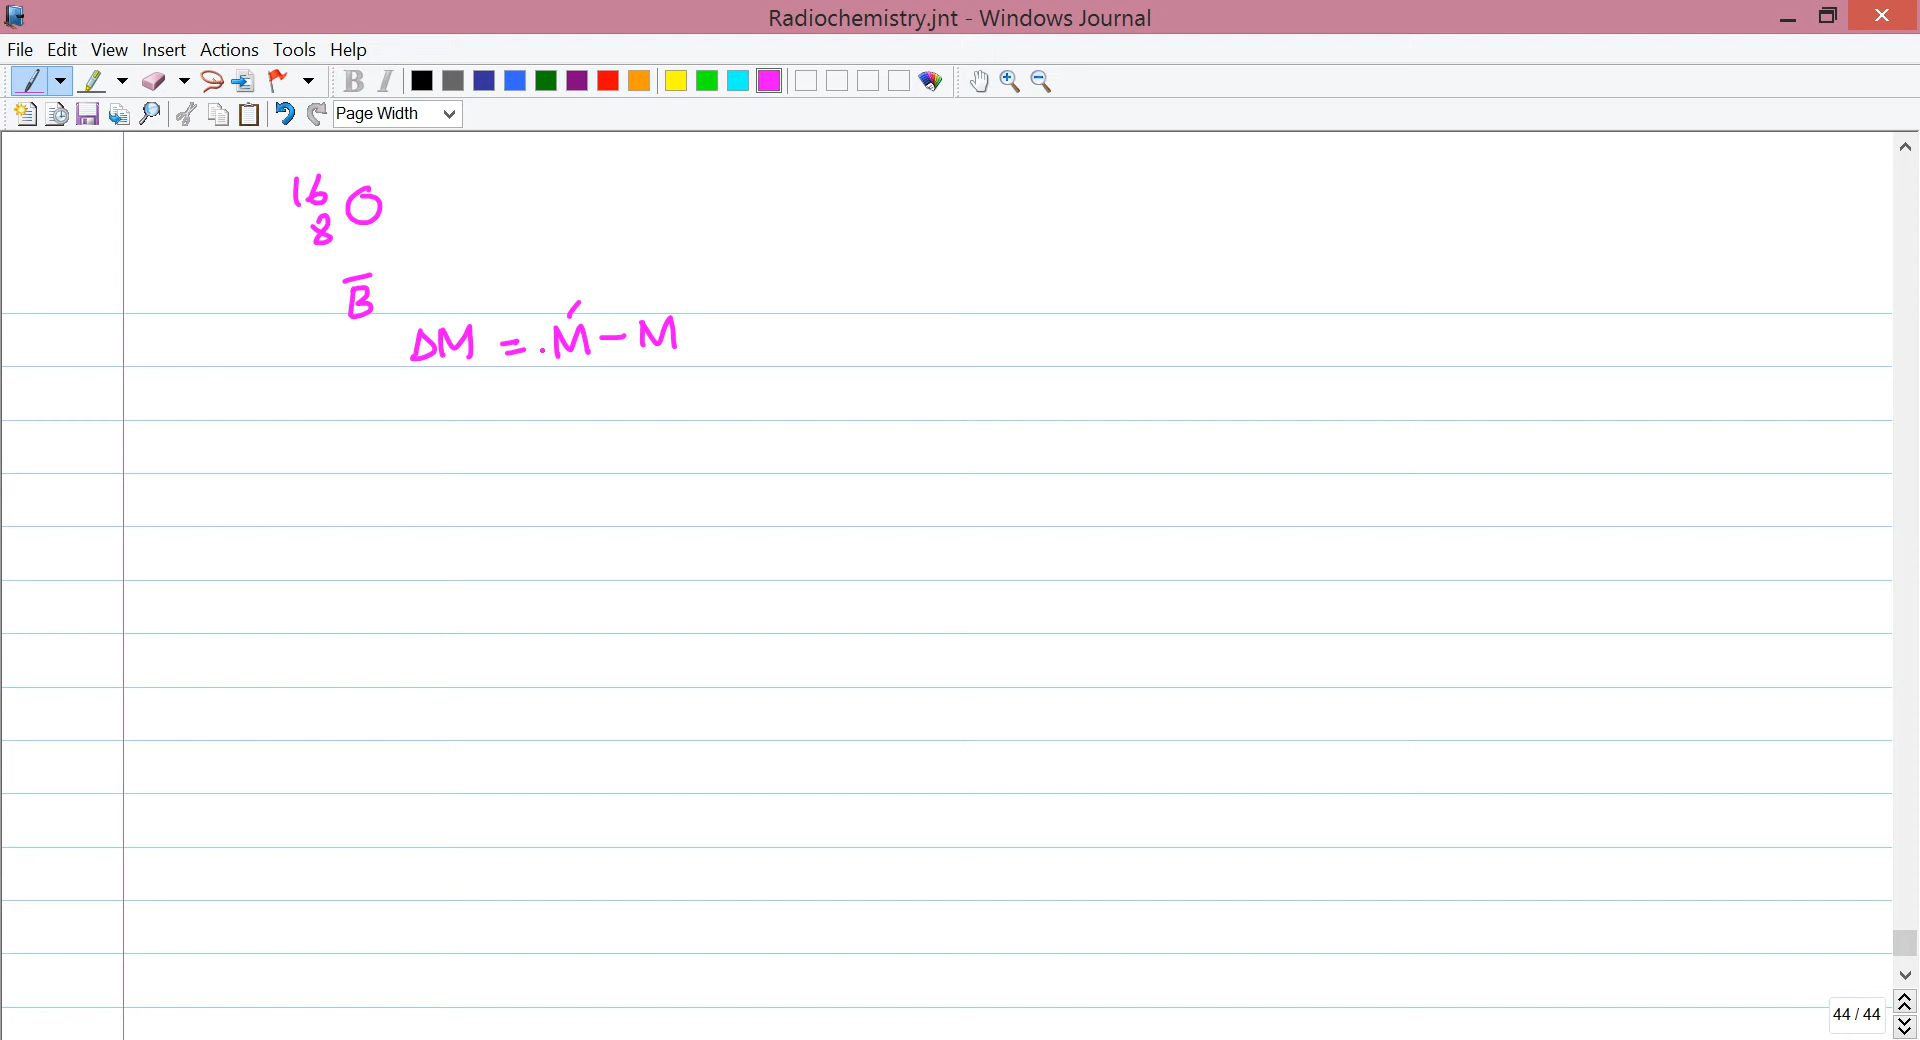 Radiochemistry.jnt - Windows Journal
File Edit View Insert Actions Tools Help
B I
Page Width
16
8 O
B̅
ΔM = .M′ − M
44 / 44